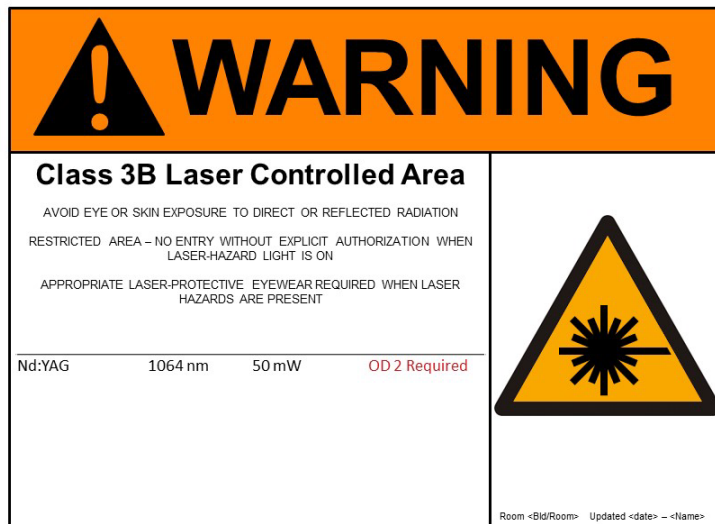 WARNING
Class 3B Laser Controlled Area
AVOID EYE OR SKIN EXPOSURE TO DIRECT OR REFLECTED RADIATION
RESTRICTED AREA – NO ENTRY WITHOUT EXPLICIT AUTHORIZATION WHEN
LASER-HAZARD LIGHT IS ON
APPROPRIATE LASER-PROTECTIVE EYEWEAR REQUIRED WHEN LASER
HAZARDS ARE PRESENT
Nd:YAG 1064 nm 50 mW OD 2 Required
Room <Bld/Room> Updated <date> – <Name>